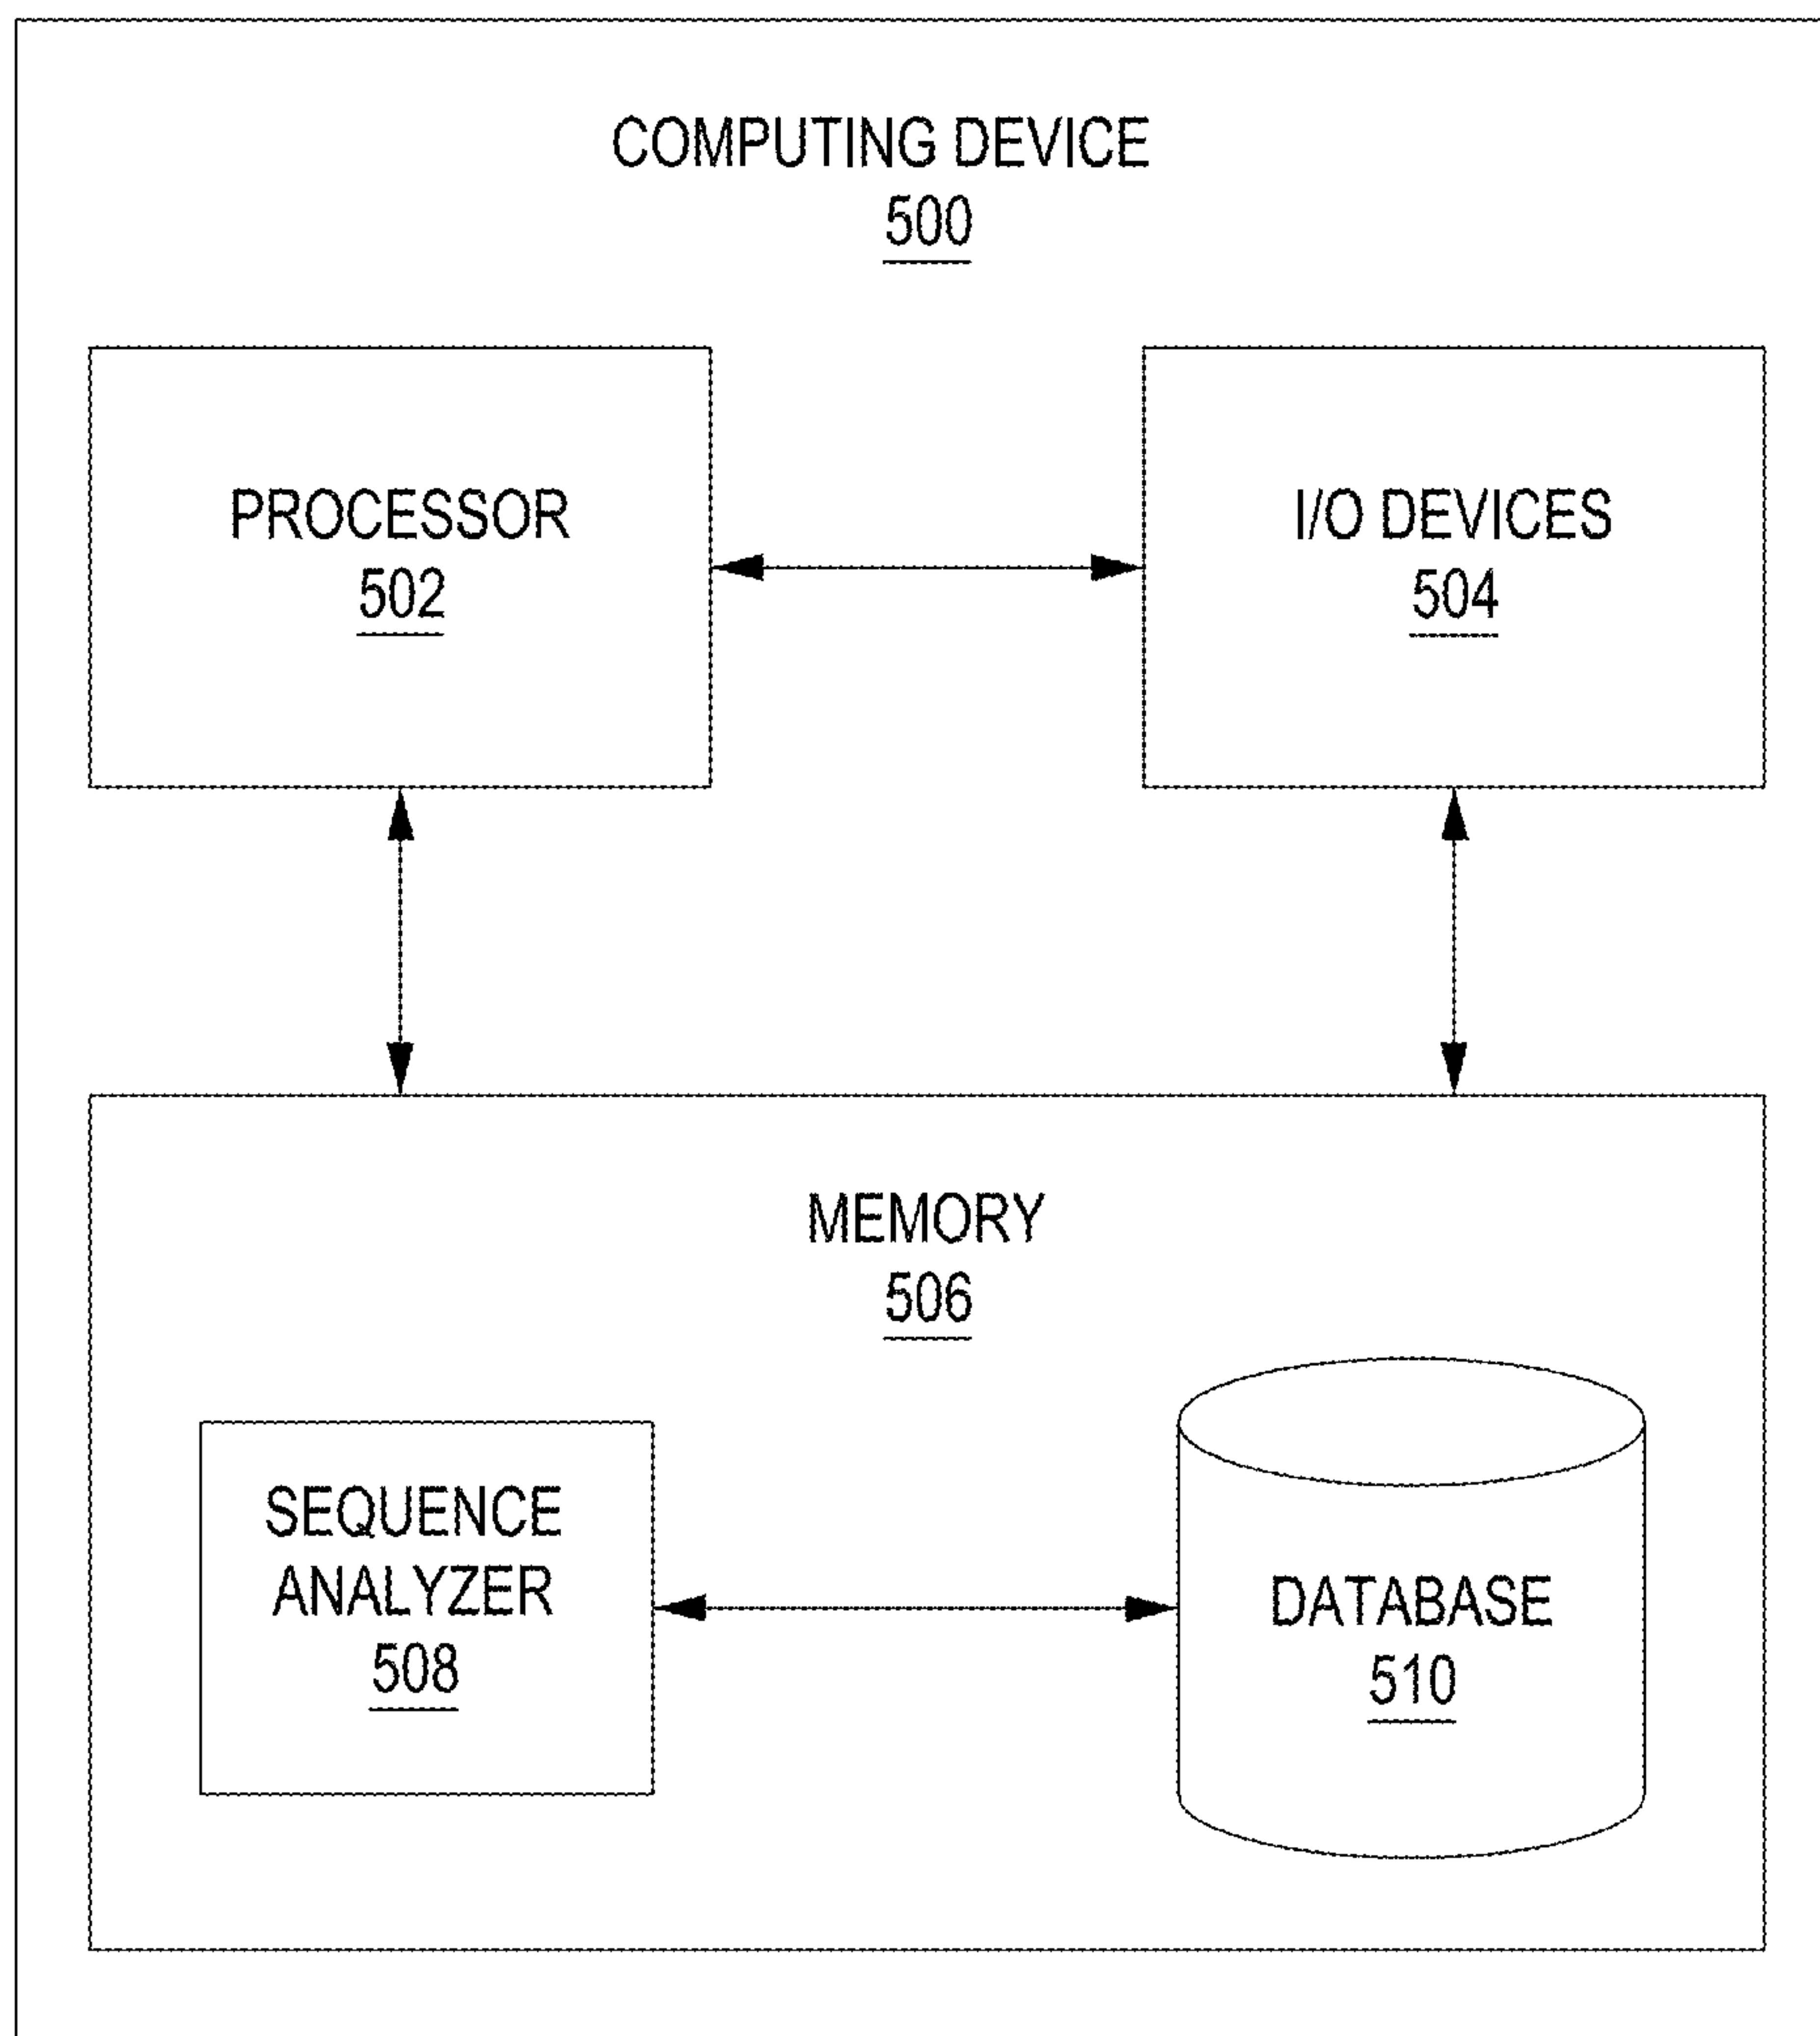 COMPUTING DEVICE
500
PROCESSOR
502
I/O DEVICES
504
MEMORY
506
SEQUENCE
ANALYZER
508
DATABASE
510